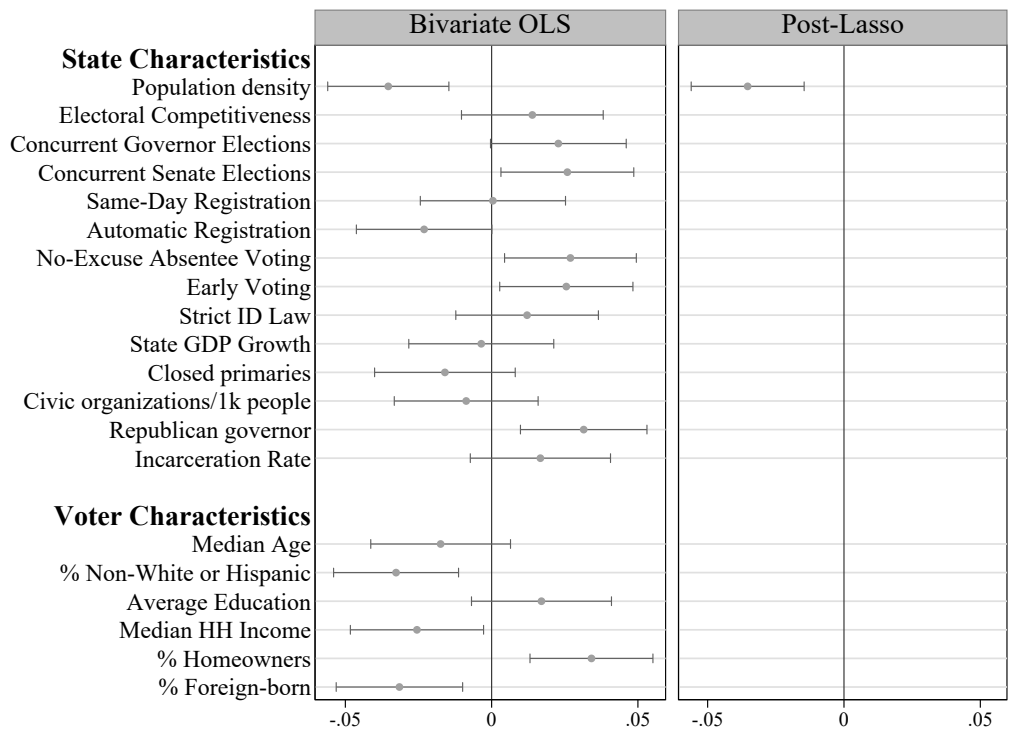 Bivariate OLS
Post-Lasso
State Characteristics
Population density
Electoral Competitiveness
Concurrent Governor Elections
Concurrent Senate Elections
Same-Day Registration
Automatic Registration
No-Excuse Absentee Voting
Early Voting
Strict ID Law
State GDP Growth
Closed primaries
Civic organizations/1k people
Republican governor
Incarceration Rate
Voter Characteristics
Median Age
% Non-White or Hispanic
Average Education
Median HH Income
% Homeowners
% Foreign-born
-.05 0 .05 -.05 0 .05